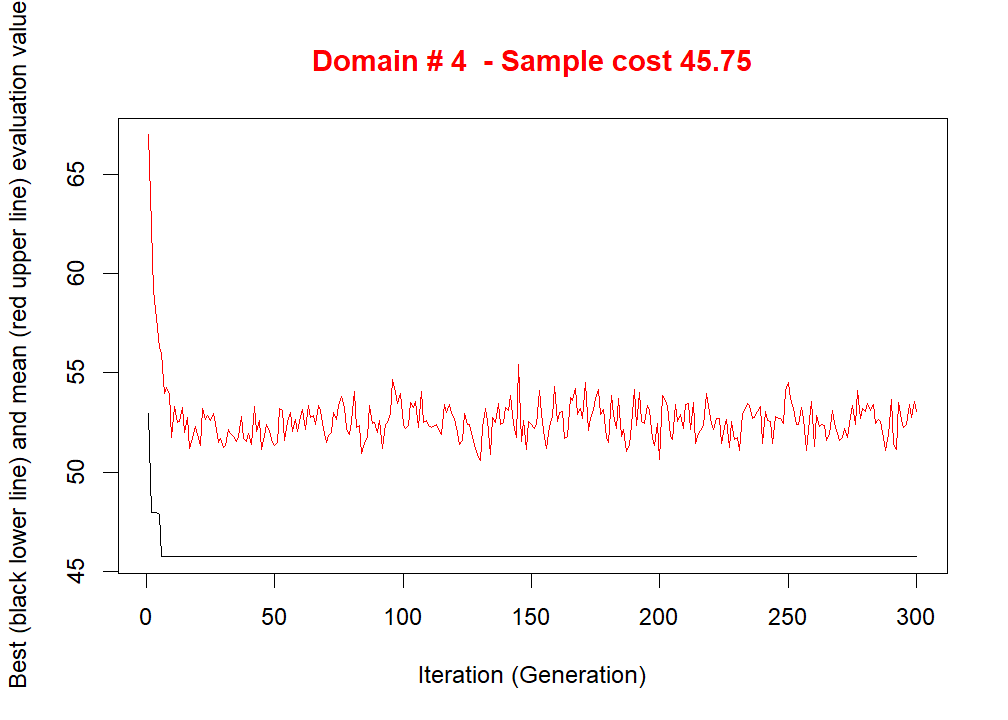 Domain # 4  - Sample cost 45.75
Best (black lower line) and mean (red upper line) evaluation value
65
60
55
50
45
0 50 100 150 200 250 300
Iteration (Generation)